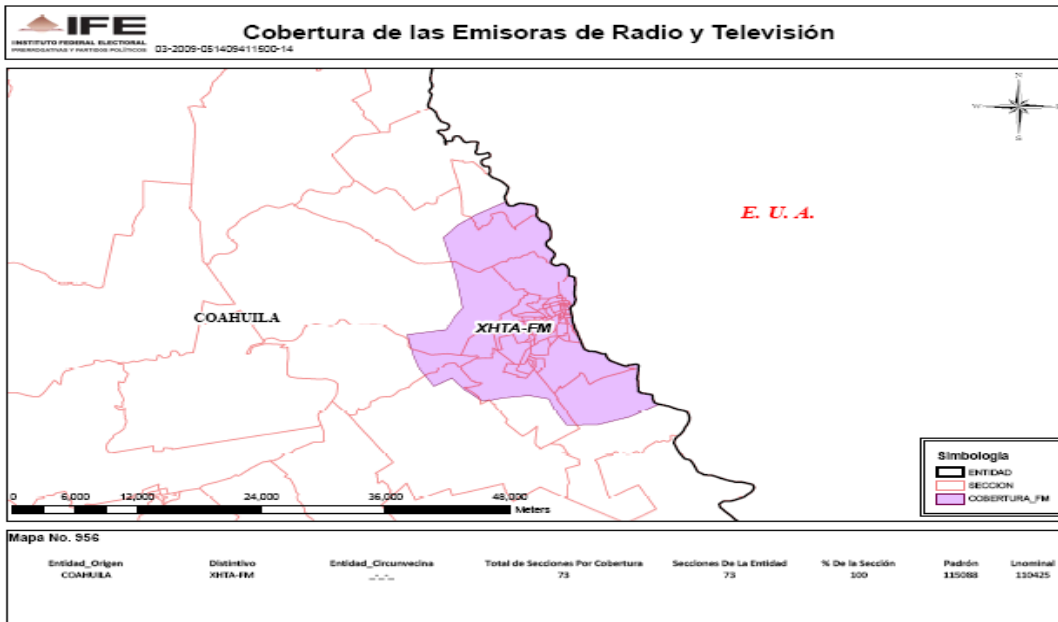 IFE
INSTITUTO FEDERAL ELECTORAL
PRERROGATIVAS Y PARTIDOS POLÍTICOS
03-2009-051409411500-14
Cobertura de las Emisoras de Radio y Televisión
N
W
S
E. U. A.
COAHUILA
XHTA-FM
Simbologia
ENTIDAD
SECCION
COBERTURA_FM
0 6,000 12,000 24,000 36,000 48,000
Meters
Mapa No. 956
Entidad_Origen Distintivo Entidad_Circunvecina Total de Secciones Por Cobertura Secciones De La Entidad % De la Sección Padrón Lnominal
COAHUILA XHTA-FM -.-.- 73 73 100 115088 110425